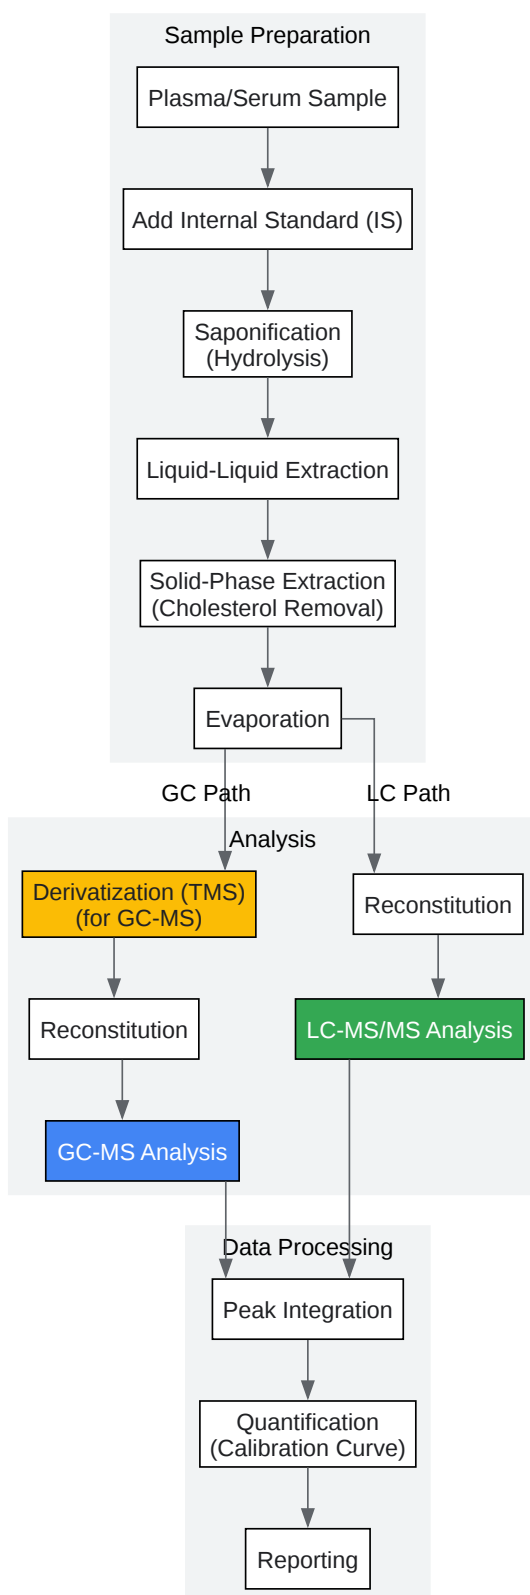 Sample Preparation
Plasma/Serum Sample
Add Internal Standard (IS)
Saponification
(Hydrolysis)
Liquid-Liquid Extraction
Solid-Phase Extraction
(Cholesterol Removal)
Evaporation
GC Path
LC Path
Analysis
Derivatization (TMS)
(for GC-MS)
Reconstitution
Reconstitution
LC-MS/MS Analysis
GC-MS Analysis
Data Processing
Peak Integration
Quantification
(Calibration Curve)
Reporting